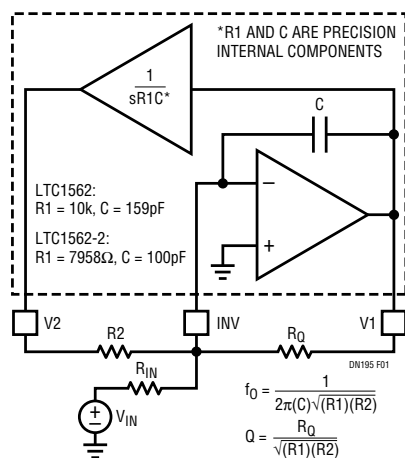 *R1 AND C ARE PRECISION
INTERNAL COMPONENTS
1
sR1C*
C
–
+
LTC1562:
R1 = 10k, C = 159pF
LTC1562-2:
R1 = 7958Ω, C = 100pF
V2
INV
V1
R2
RQ
RIN
DN195 F01
+
–
VIN
fO = 1 / 2π(C)√(R1)(R2)
Q = RQ / √(R1)(R2)